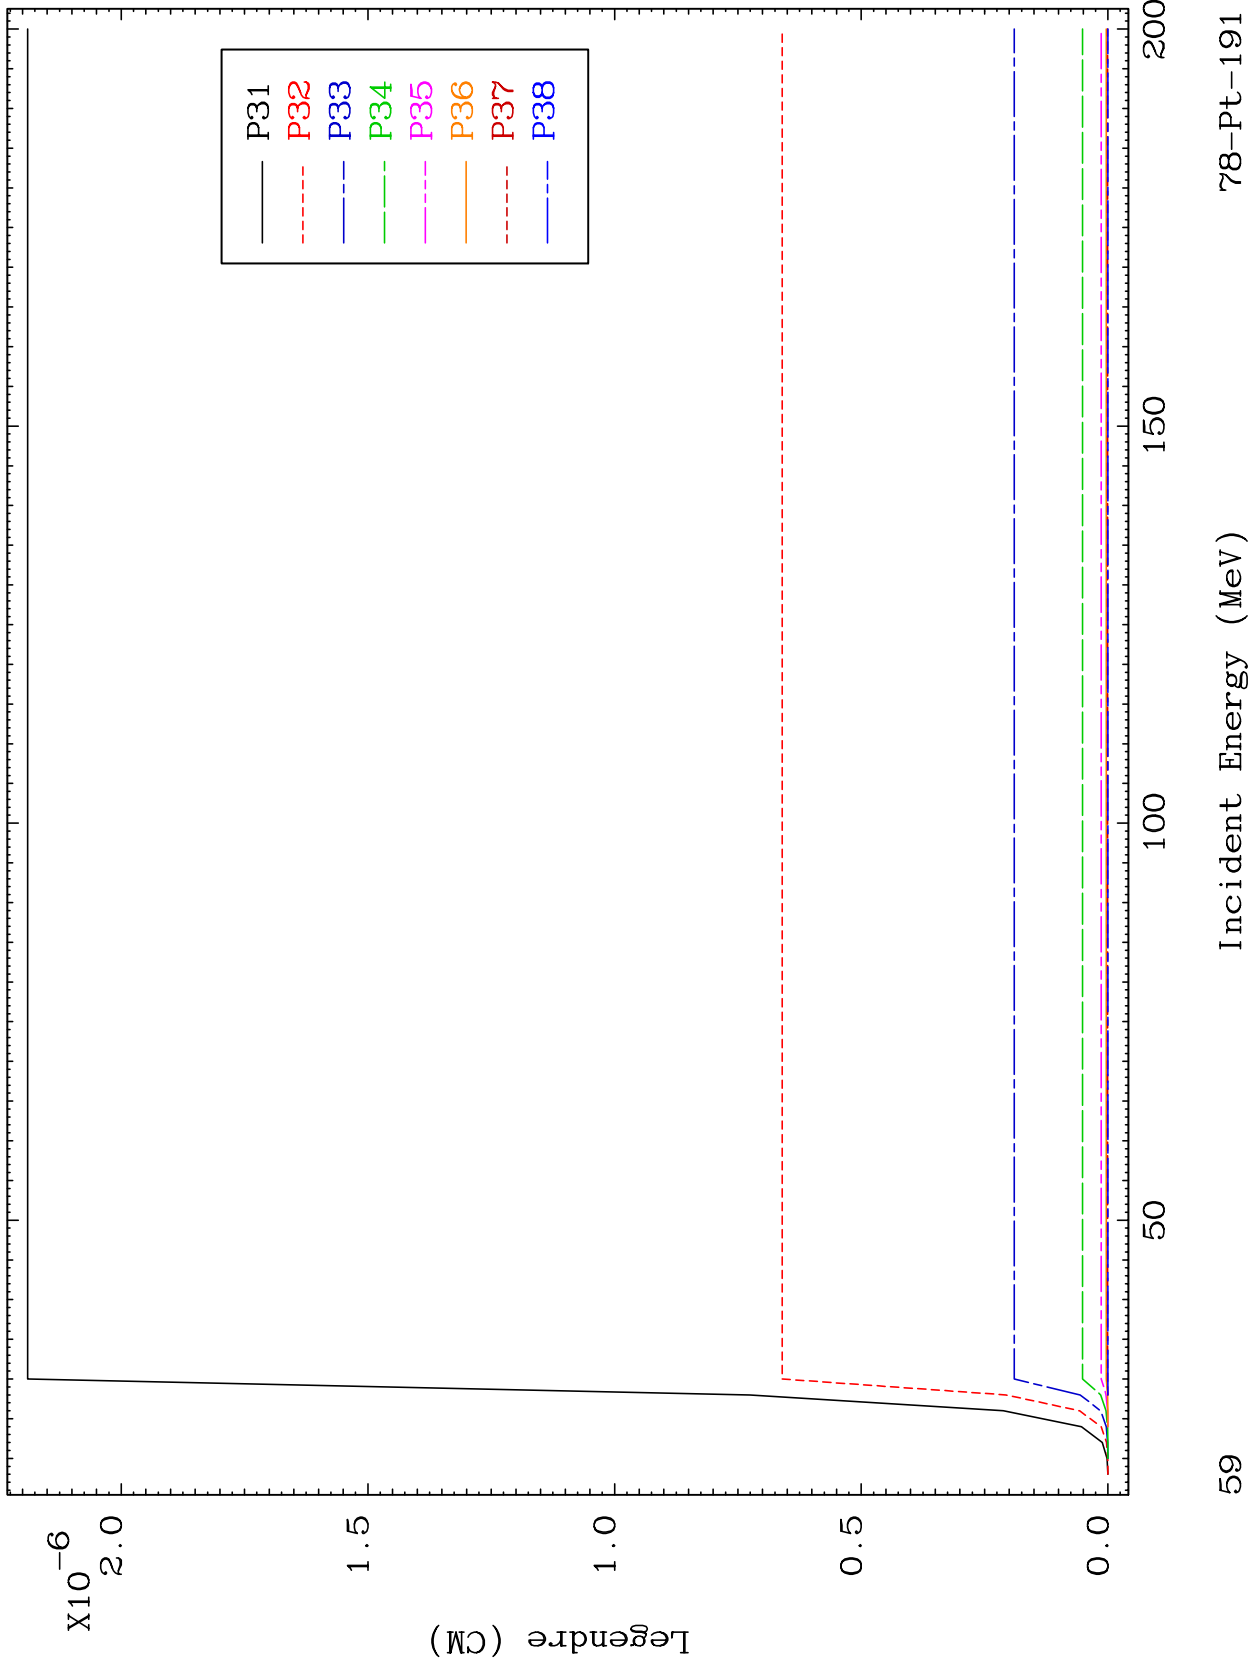 X10-6
2.0
1.5
1.0
0.5
0.0
Legendre (CM)
P31
P32
P33
P34
P35
P36
P37
P38
50
100
150
200
Incident Energy (MeV)
59
78-Pt-191